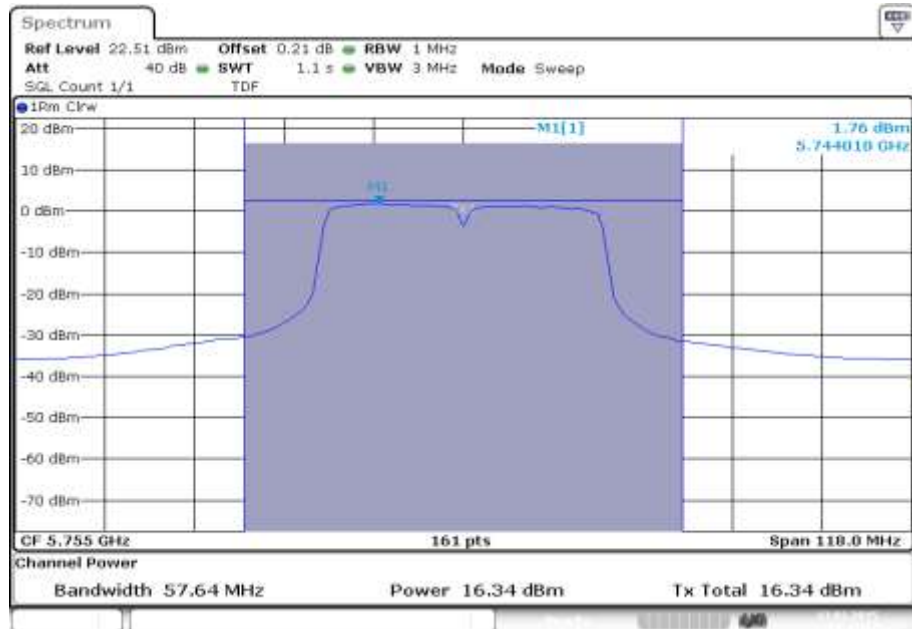 Spectrum
Ref Level 22.51 dBm Offset 0.21 dB RBW 1 MHz
Att 40 dB SWT 1.1 s VBW 3 MHz Mode Sweep
SGL Count 1/1 TDF
1Rm Clrw
20 dBm M1[1] 1.76 dBm
5.744010 GHz
10 dBm
M1
0 dBm
-10 dBm
-20 dBm
-30 dBm
-40 dBm
-50 dBm
-60 dBm
-70 dBm
CF 5.755 GHz 161 pts Span 118.0 MHz
Channel Power
Bandwidth 57.64 MHz Power 16.34 dBm Tx Total 16.34 dBm